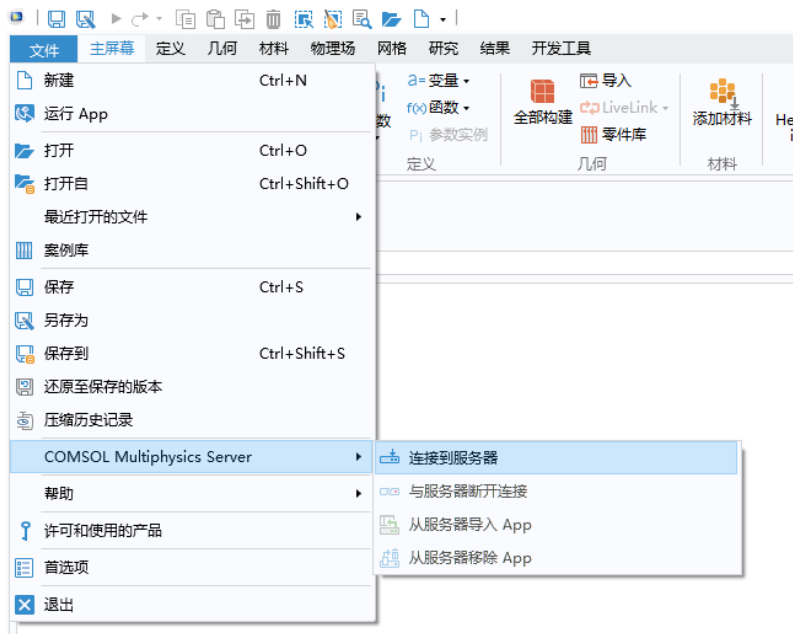 文件 主屏幕 定义 几何 材料 物理场 网格 研究 结果 开发工具
新建 Ctrl+N
运行 App
打开 Ctrl+O
打开自 Ctrl+Shift+O
最近打开的文件
案例库
保存 Ctrl+S
另存为
保存到 Ctrl+Shift+S
还原至保存的版本
压缩历史记录
COMSOL Multiphysics Server
帮助
许可和使用的产品
首选项
退出
连接到服务器
与服务器断开连接
从服务器导入 App
从服务器移除 App
Pi
数
a= 变量
f(x) 函数
Pi 参数实例
定义
全部构建
导入
LiveLink
零件库
几何
添加材料
材料
He